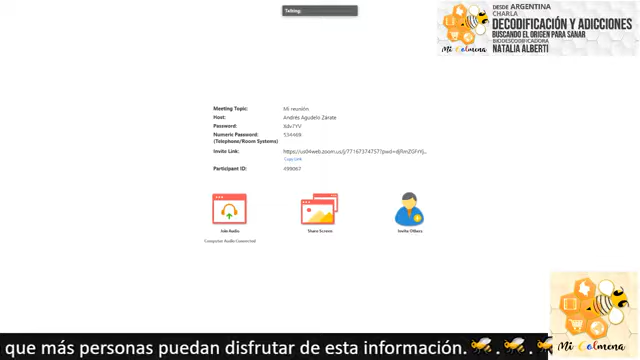 Talking:
DESDE ARGENTINA
CHARLA
DECODIFICACIÓN Y ADICCIONES
BUSCANDO EL ORIGEN PARA SANAR
BIODESCODIFICADORA
NATALIA ALBERTI
Mi Colmena
Meeting Topic: Mi reunión
Host: Andrés Agudelo Zárate
Password:
Numeric Password:
(Telephone/Room Systems)
Invite Link:
Copy Link
Participant ID: 499067
Join Audio
Share Screen
Invite Others
Computer Audio Connected
Mi Colmena
que más personas puedan disfrutar de esta información.